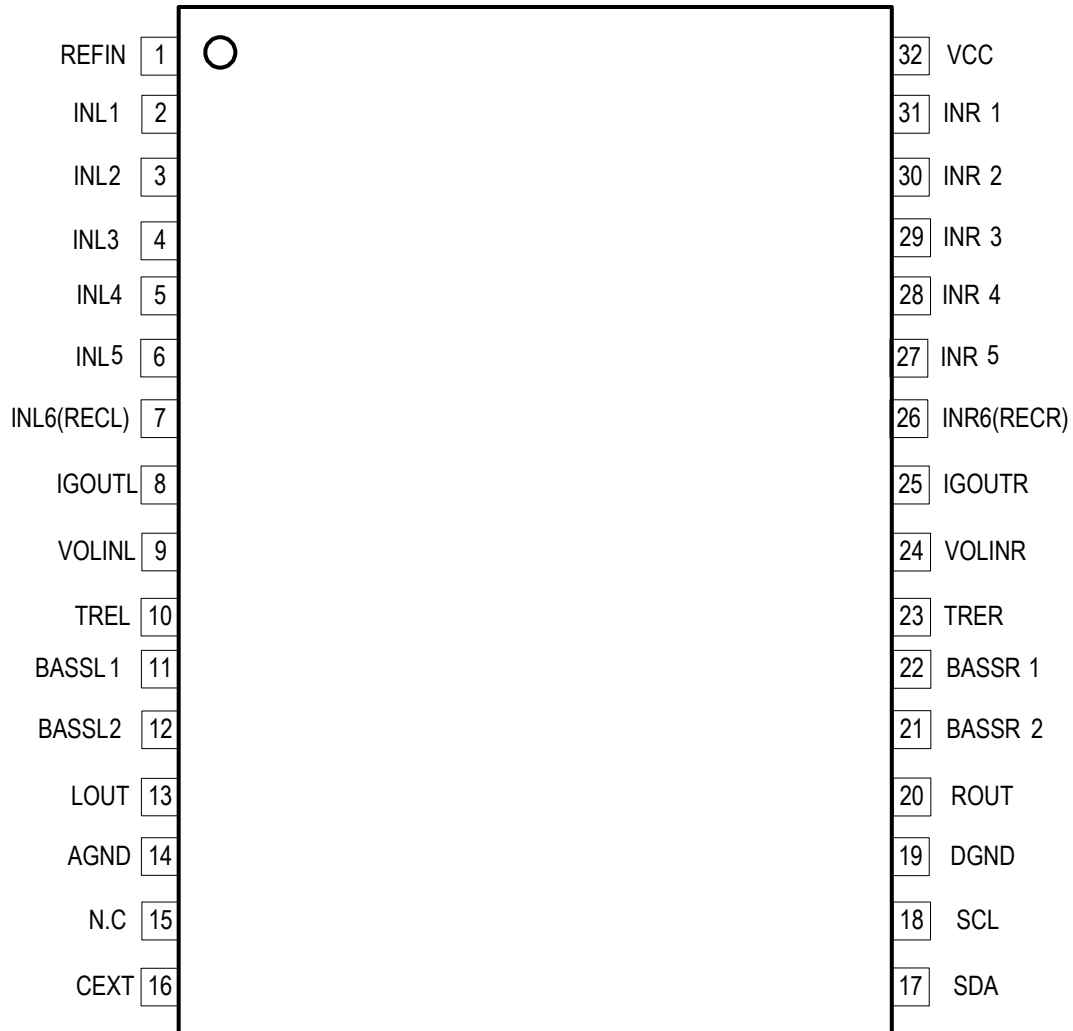 REFIN 1 32 VCC
INL1 2 31 INR 1
INL2 3 30 INR 2
INL3 4 29 INR 3
INL4 5 28 INR 4
INL5 6 27 INR 5
INL6(RECL) 7 26 INR6(RECR)
IGOUTL 8 25 IGOUTR
VOLINL 9 24 VOLINR
TREL 10 23 TRER
BASSL1 11 22 BASSR 1
BASSL2 12 21 BASSR 2
LOUT 13 20 ROUT
AGND 14 19 DGND
N.C 15 18 SCL
CEXT 16 17 SDA